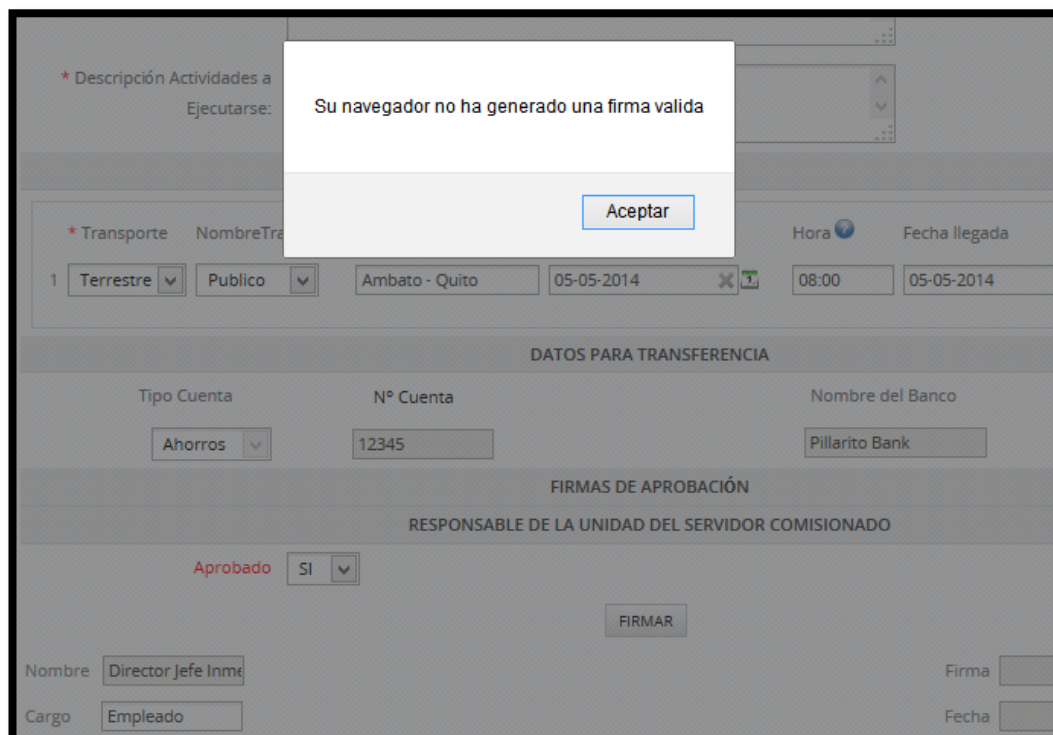 * Descripción Actividades a
Ejecutarse:
Su navegador no ha generado una firma valida
Aceptar
* Transporte NombreTra Hora Fecha llegada
1 Terrestre Publico Ambato - Quito 05-05-2014 08:00 05-05-2014
DATOS PARA TRANSFERENCIA
Tipo Cuenta Nº Cuenta Nombre del Banco
Ahorros 12345 Pillarito Bank
FIRMAS DE APROBACIÓN
RESPONSABLE DE LA UNIDAD DEL SERVIDOR COMISIONADO
Aprobado SI
FIRMAR
Nombre Director Jefe Inme Firma
Cargo Empleado Fecha